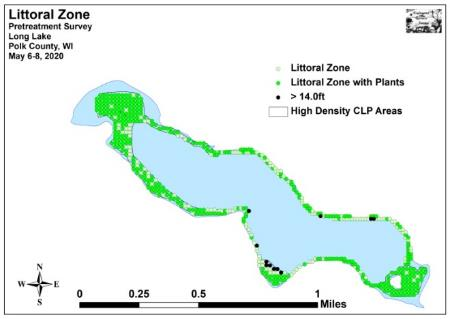 Littoral Zone
Pretreatment Survey
Long Lake
Polk County, WI
May 6-8, 2020
Littoral Zone
Littoral Zone with Plants
> 14.0ft
High Density CLP Areas
N
W E
S
0 0.25 0.5 1
Miles